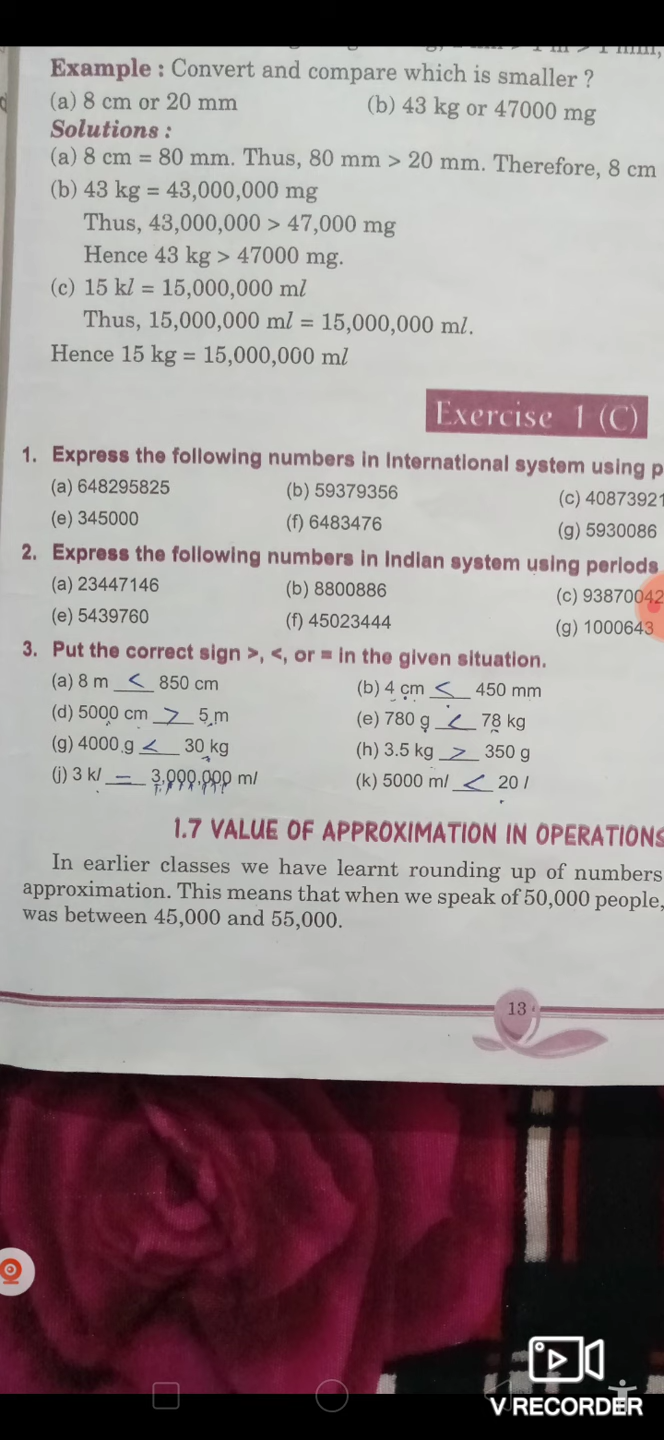 Example : Convert and compare which is smaller ?
(a) 8 cm or 20 mm (b) 43 kg or 47000 mg
Solutions :
(a) 8 cm = 80 mm. Thus, 80 mm > 20 mm. Therefore, 8 cm
(b) 43 kg = 43,000,000 mg
Thus, 43,000,000 > 47,000 mg
Hence 43 kg > 47000 mg.
(c) 15 kl = 15,000,000 ml
Thus, 15,000,000 ml = 15,000,000 ml.
Hence 15 kg = 15,000,000 ml
Exercise 1 (C)
1. Express the following numbers in International system using p
(a) 648295825 (b) 59379356 (c) 40873921
(e) 345000 (f) 6483476 (g) 5930086
2. Express the following numbers in Indian system using periods
(a) 23447146 (b) 8800886 (c) 93870042
(e) 5439760 (f) 45023444 (g) 1000643
3. Put the correct sign >, <, or = in the given situation.
(a) 8 m < 850 cm (b) 4 cm < 450 mm
(d) 5000 cm > 5 m (e) 780 g < 78 kg
(g) 4000 g < 30 kg (h) 3.5 kg > 350 g
(j) 3 kl = 3,000,000 ml (k) 5000 ml < 20 l
1.7 VALUE OF APPROXIMATION IN OPERATIONS
In earlier classes we have learnt rounding up of numbers
approximation. This means that when we speak of 50,000 people,
was between 45,000 and 55,000.
13
V RECORDER